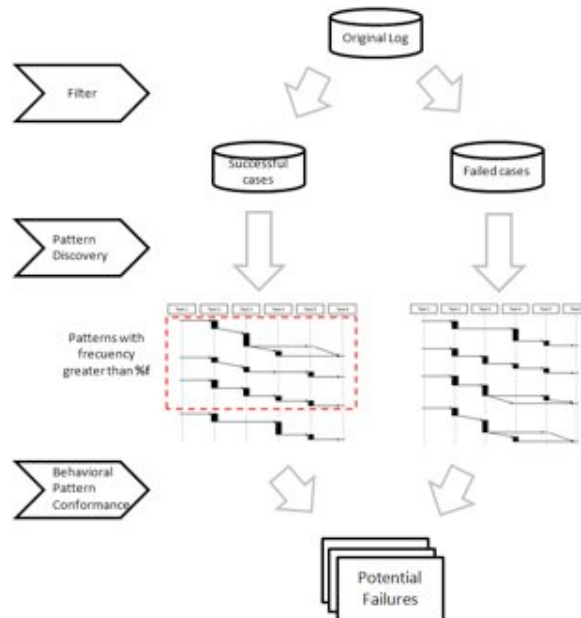 Original Log
Filter
Successful
cases
Failed cases
Pattern
Discovery
Patterns with
frecuency
greater than %f
Behavioral
Pattern
Conformance
Potential
Failures